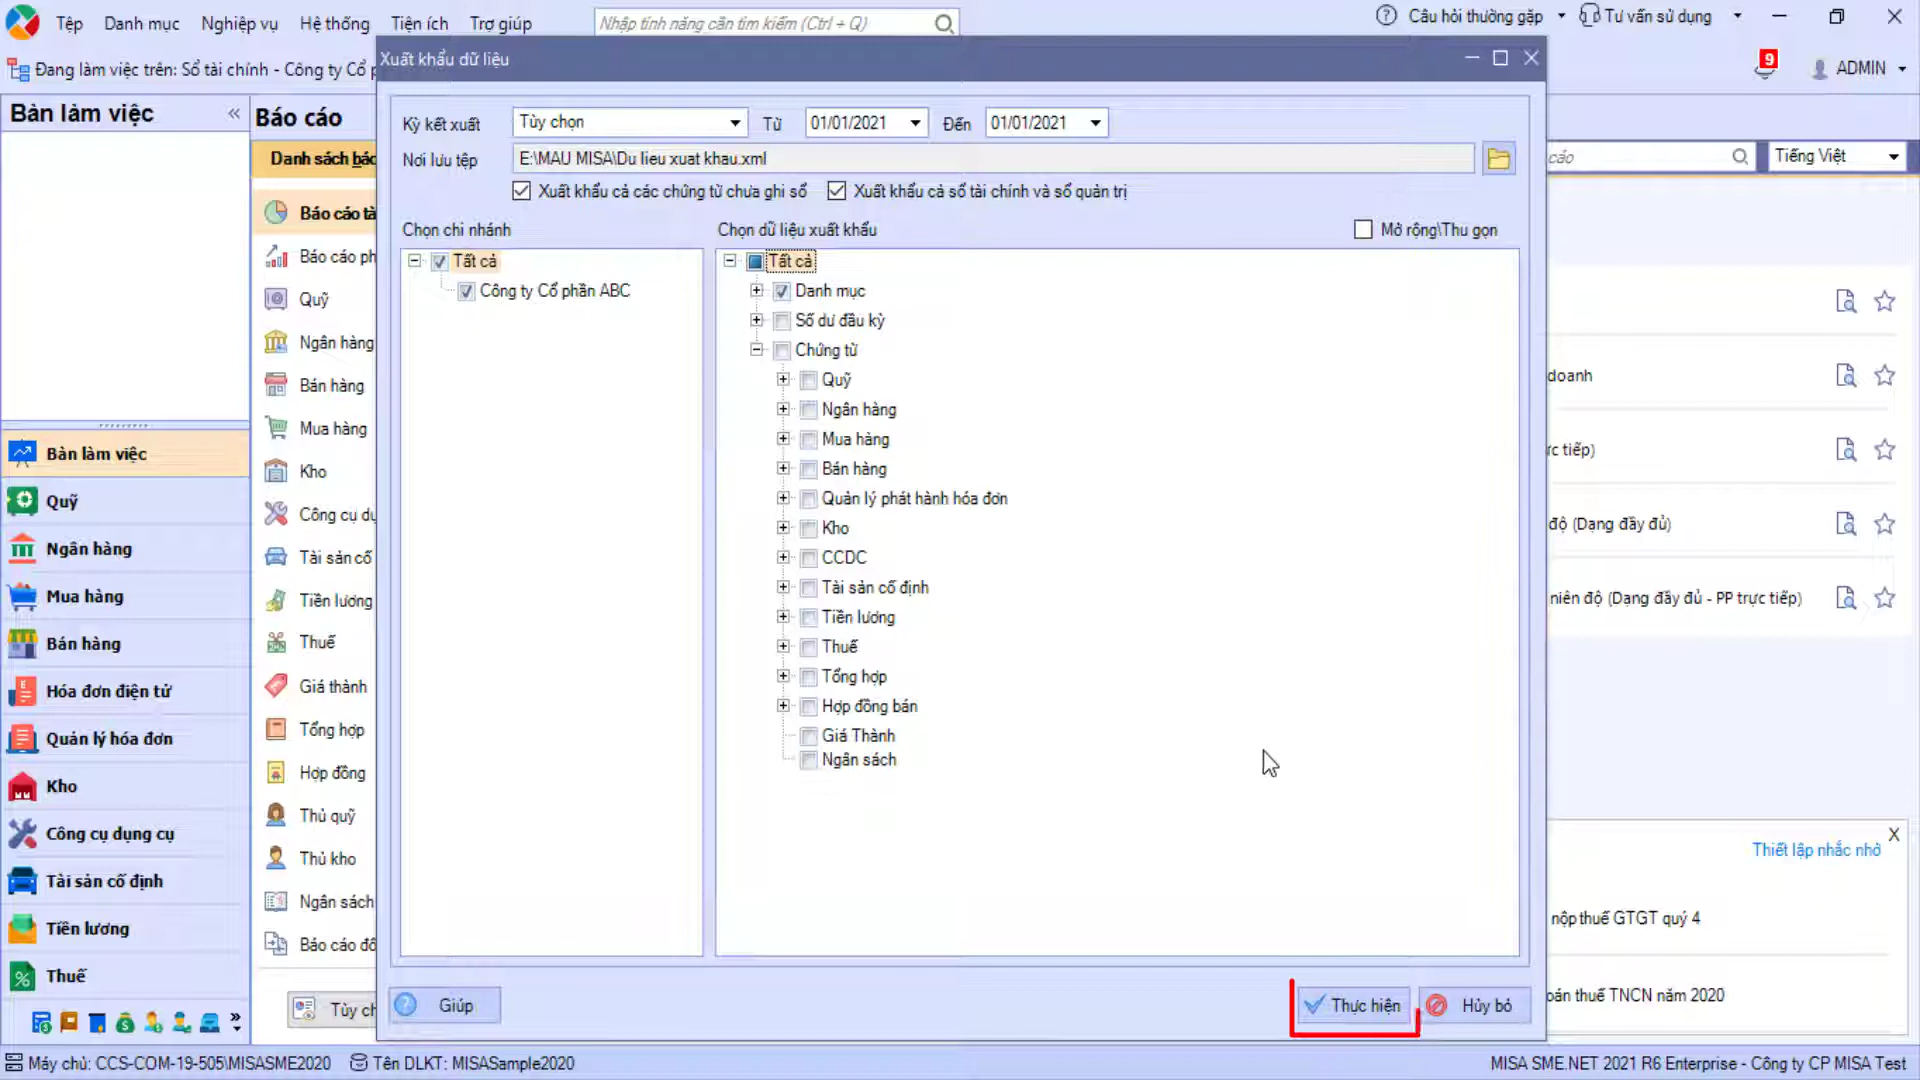 Tệp Danh mục Nghiệp vụ Hệ thống Tiện ích Trợ giúp
Nhập tính năng cần tìm kiếm (Ctrl + Q)
Câu hỏi thường gặp Tư vấn sử dụng
Đang làm việc trên: Sổ tài chính - Công ty Cổ p
9 ADMIN
Xuất khẩu dữ liệu
Bàn làm việc
Báo cáo
Danh sách báo
cáo Tiếng Việt
Kỳ kết xuất Tùy chọn Từ 01/01/2021 Đến 01/01/2021
Nơi lưu tệp E:\MAU MISA\Du lieu xuat khau.xml
Xuất khẩu cả các chứng từ chưa ghi sổ Xuất khẩu cả sổ tài chính và sổ quản trị
Chọn chi nhánh
Tất cả
Công ty Cổ phần ABC
Chọn dữ liệu xuất khẩu Mở rộng\Thu gọn
Tất cả
Danh mục
Số dư đầu kỳ
Chứng từ
Quỹ
Ngân hàng
Mua hàng
Bán hàng
Quản lý phát hành hóa đơn
Kho
CCDC
Tài sản cố định
Tiền lương
Thuế
Tổng hợp
Hợp đồng bán
Giá Thành
Ngân sách
Giúp
Thực hiện
Hủy bỏ
Báo cáo tà
Báo cáo ph
Quỹ
Ngân hàng
Bán hàng
Mua hàng
Kho
Công cụ dụ
Tài sản cố
Tiền lương
Thuế
Giá thành
Tổng hợp
Hợp đồng
Thủ quỹ
Thủ kho
Ngân sách
Báo cáo đố
Tùy ch
Bàn làm việc
Quỹ
Ngân hàng
Mua hàng
Bán hàng
Hóa đơn điện tử
Quản lý hóa đơn
Kho
Công cụ dụng cụ
Tài sản cố định
Tiền lương
Thuế
doanh
rc tiếp)
độ (Dạng đầy đủ)
niên độ (Dạng đầy đủ - PP trực tiếp)
X
Thiết lập nhắc nhở
nộp thuế GTGT quý 4
oán thuế TNCN năm 2020
Máy chủ: CCS-COM-19-505\MISASME2020 Tên DLKT: MISASample2020
MISA SME.NET 2021 R6 Enterprise - Công ty CP MISA Test